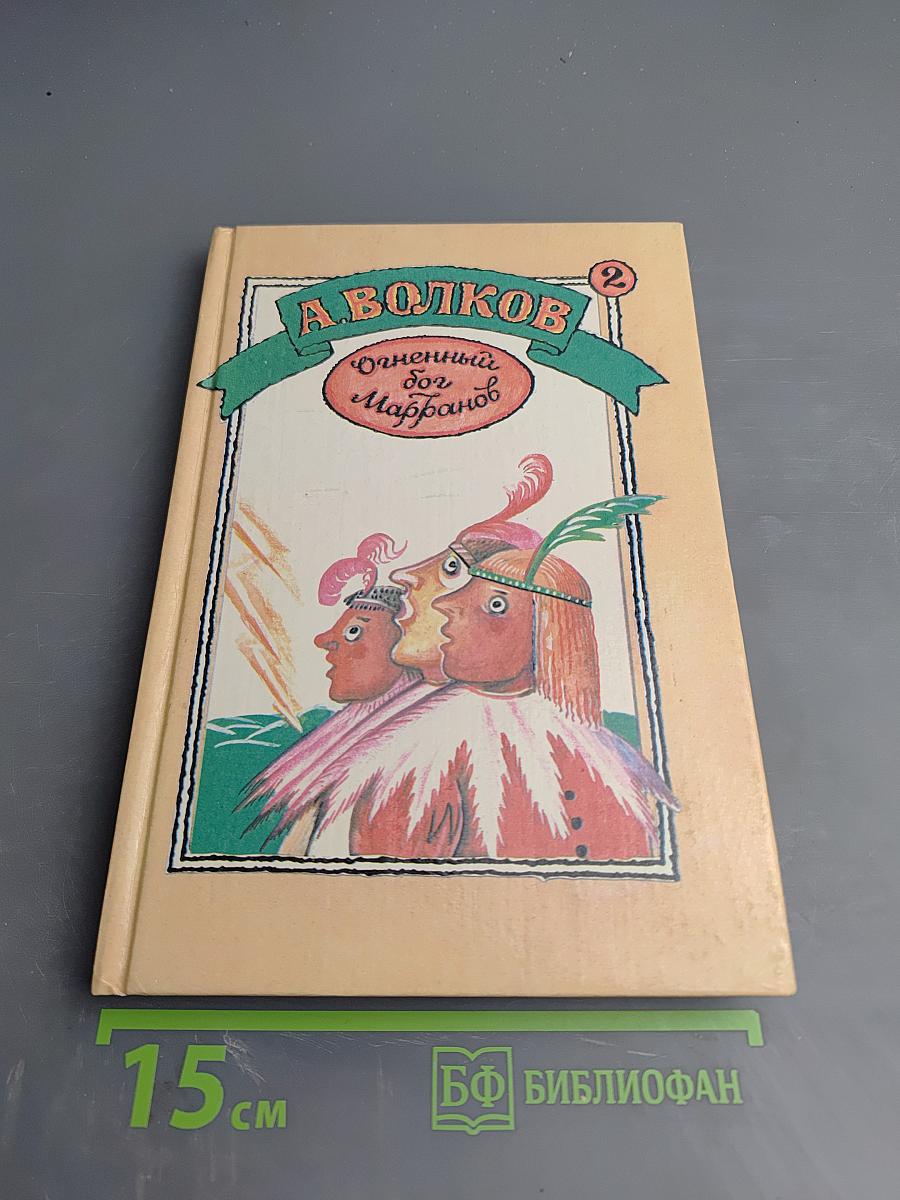 2
А. ВОЛКОВ
Огненный
бог
Марранов
15 см
БФ БИБЛИОФАН